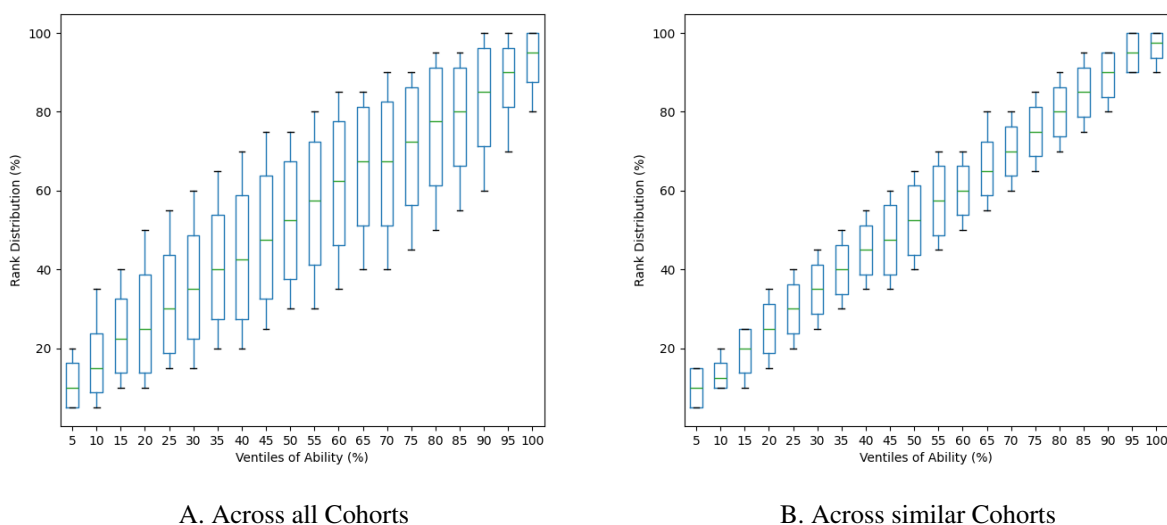 100
80
60
40
20
Rank Distribution (%)
5 10 15 20 25 30 35 40 45 50 55 60 65 70 75 80 85 90 95 100
Ventiles of Ability (%)
A. Across all Cohorts
100
80
60
40
20
Rank Distribution (%)
5 10 15 20 25 30 35 40 45 50 55 60 65 70 75 80 85 90 95 100
Ventiles of Ability (%)
B. Across similar Cohorts